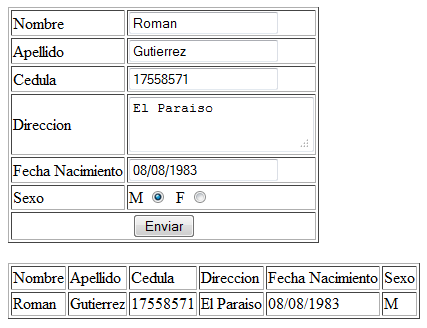 Nombre Roman
Apellido Gutierrez
Cedula 17558571
Direccion El Paraiso
Fecha Nacimiento 08/08/1983
Sexo M F
Enviar
Nombre Apellido Cedula Direccion Fecha Nacimiento Sexo
Roman Gutierrez 17558571 El Paraiso 08/08/1983 M